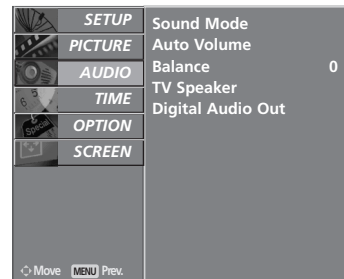 SETUP
PICTURE
AUDIO
TIME
OPTION
SCREEN
Sound Mode
Auto Volume
Balance 0
TV Speaker
Digital Audio Out
Special
Move MENU Prev.